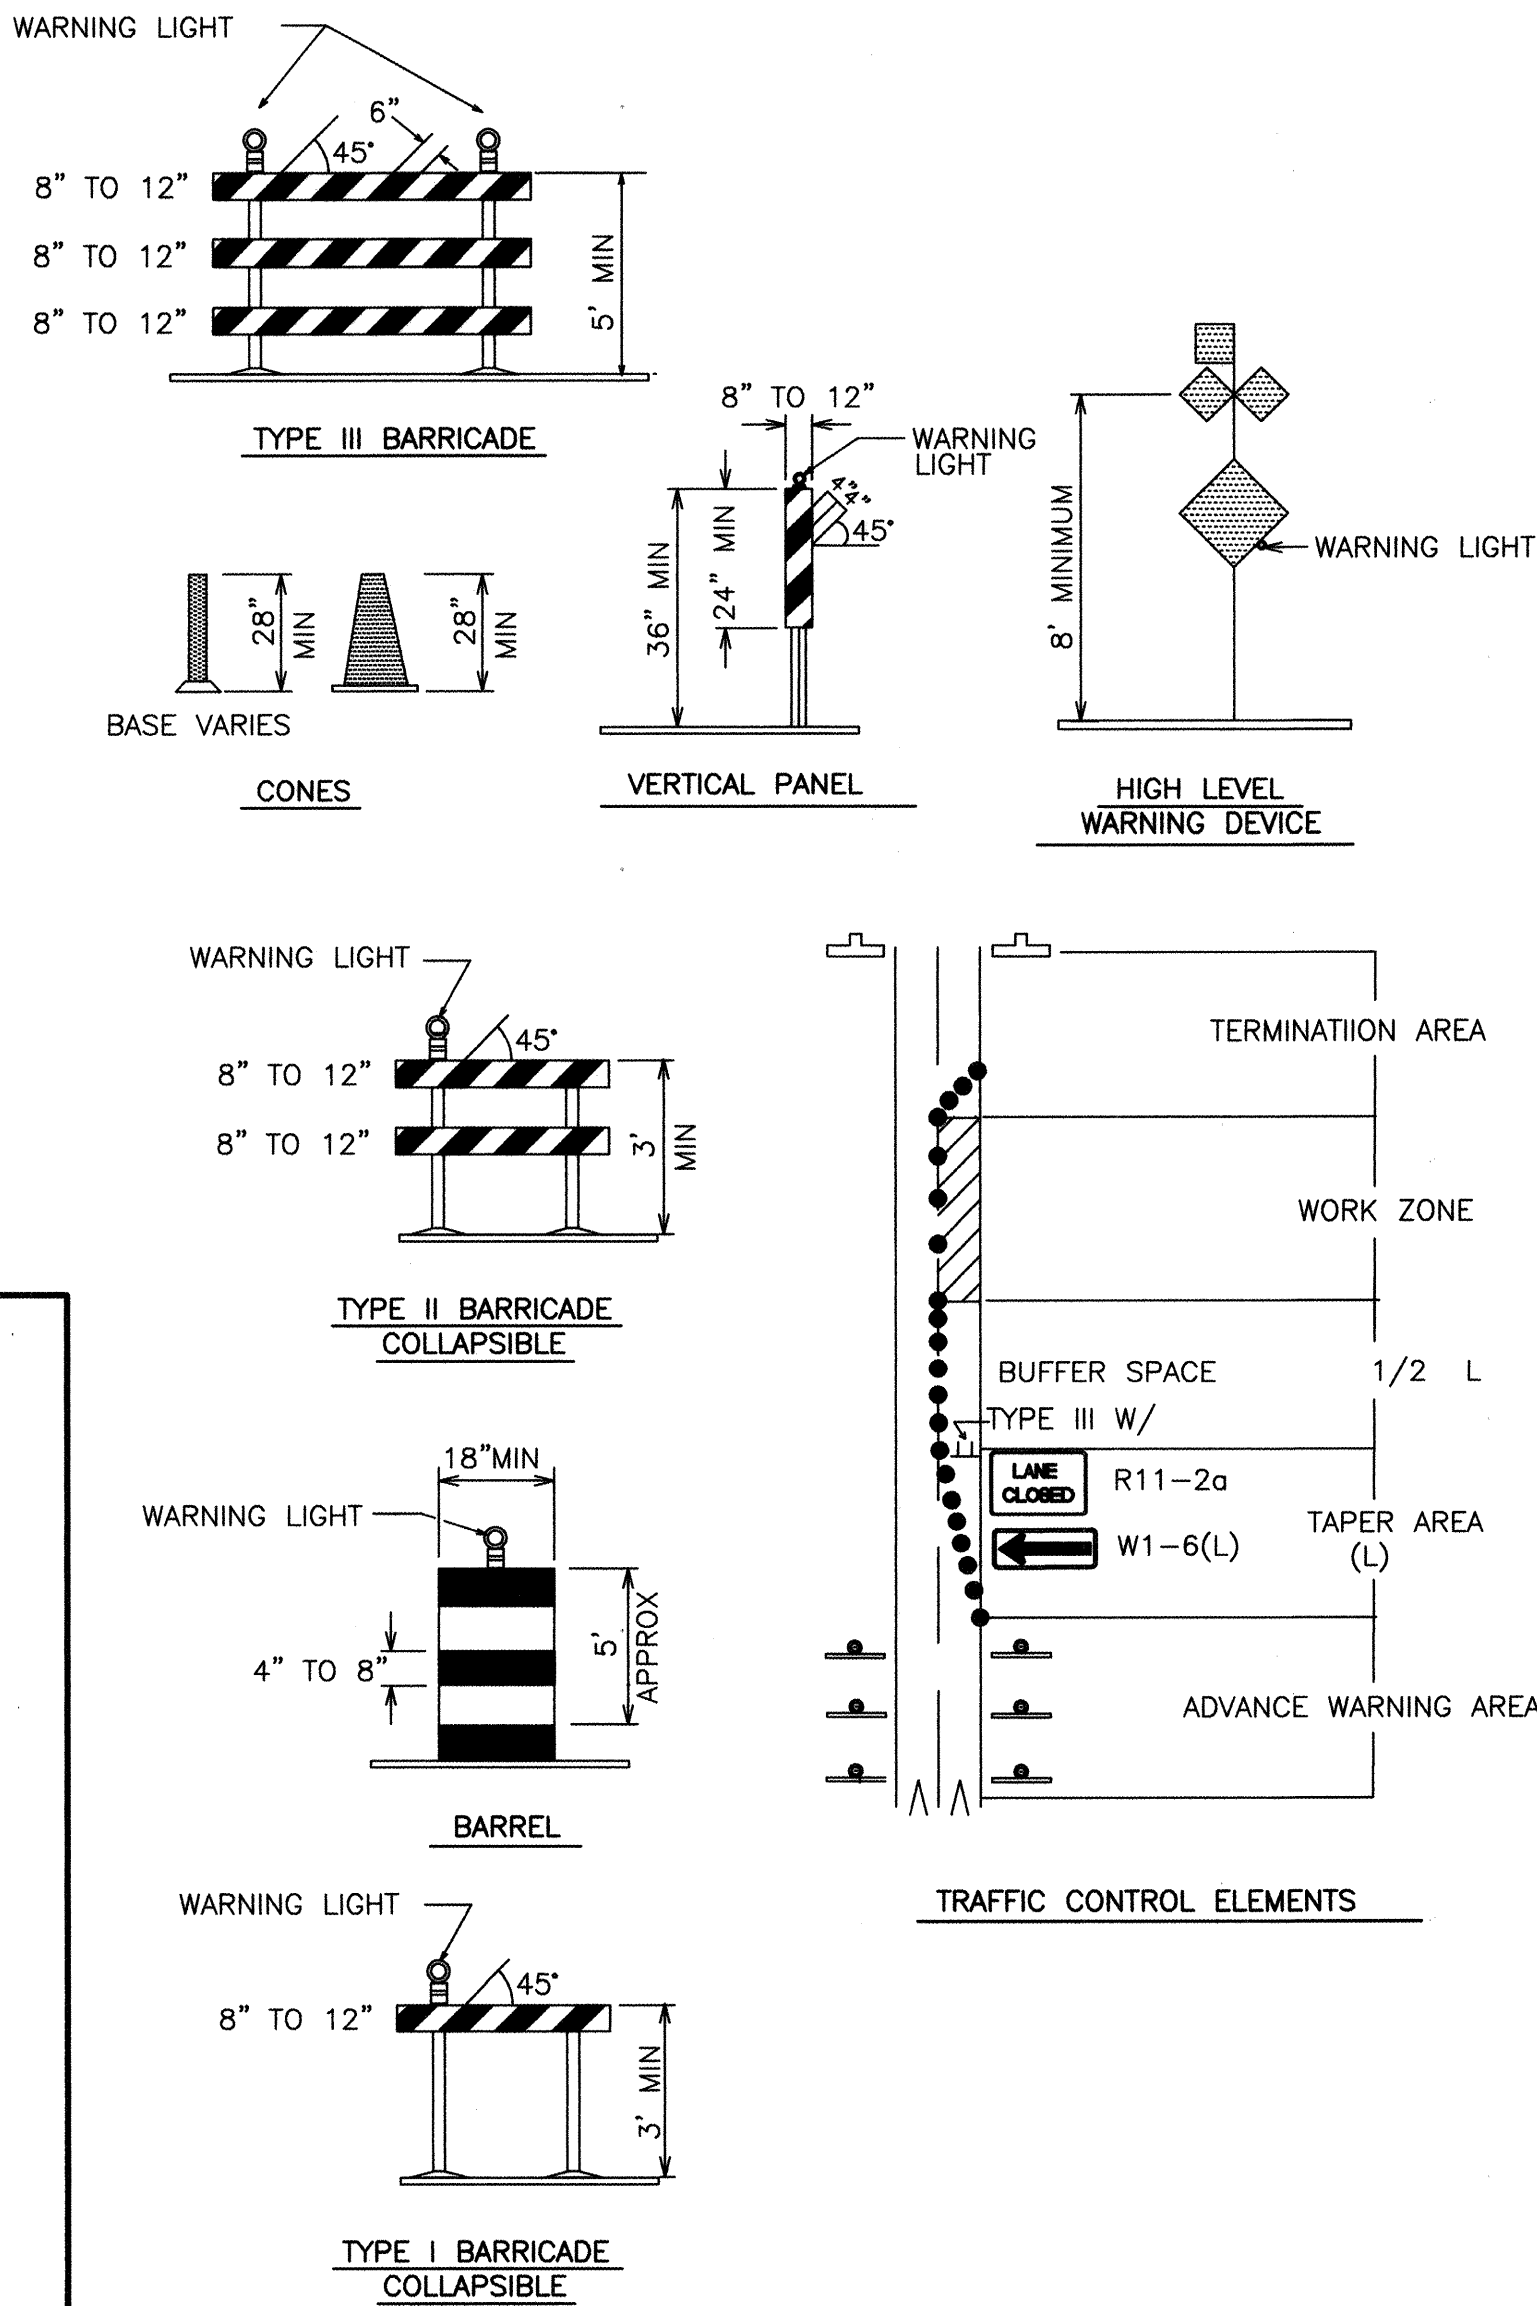 WARNING LIGHT
6"
45°
8" TO 12"
8" TO 12"
8" TO 12"
5' MIN
TYPE III BARRICADE
8" TO 12"
WARNING
LIGHT
4"
4"
45°
36" MIN
24" MIN
VERTICAL PANEL
8' MINIMUM
WARNING LIGHT
HIGH LEVEL
WARNING DEVICE
28"
MIN
28"
MIN
BASE VARIES
CONES
WARNING LIGHT
45°
8" TO 12"
8" TO 12"
3'
MIN
TYPE II BARRICADE
COLLAPSIBLE
18"MIN
WARNING LIGHT
4" TO 8"
5'
APPROX
BARREL
WARNING LIGHT
45°
8" TO 12"
3' MIN
TYPE I BARRICADE
COLLAPSIBLE
TERMINATIION AREA
WORK ZONE
BUFFER SPACE 1/2 L
TYPE III W/
LANE
CLOSED
R11-2a
TAPER AREA
(L)
W1-6(L)
ADVANCE WARNING AREA
TRAFFIC CONTROL ELEMENTS